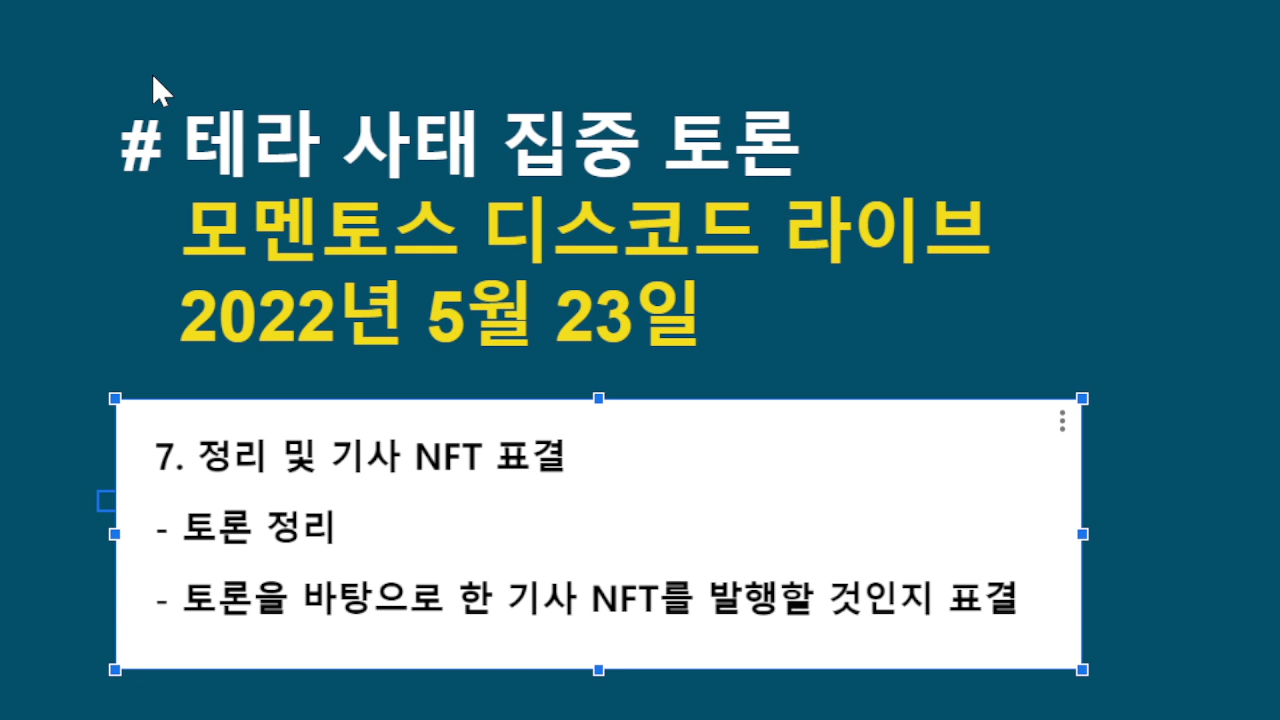 # 테라 사태 집중 토론
모멘토스 디스코드 라이브
2022년 5월 23일
7. 정리 및 기사 NFT 표결
- 토론 정리
- 토론을 바탕으로 한 기사 NFT를 발행할 것인지 표결